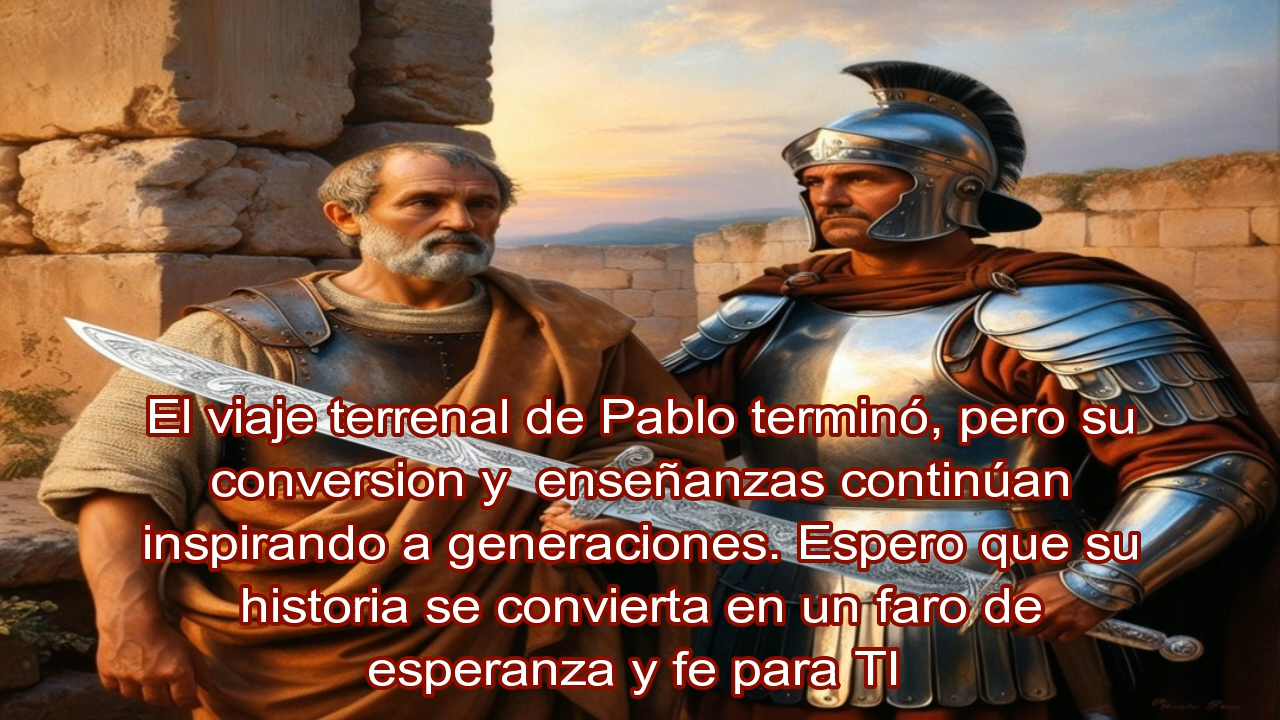 El viaje terrenal de Pablo terminó, pero su
conversion y  enseñanzas continúan
inspirando a generaciones. Espero que su
historia se convierta en un faro de
esperanza y fe para TI